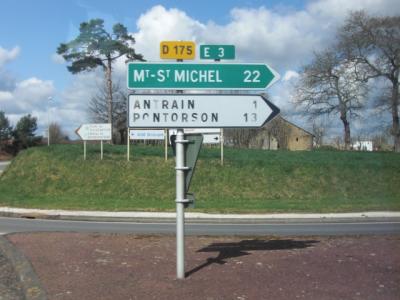 D 175
E 3
MT-ST MICHEL 22
ANTRAIN 1
PONTORSON 13